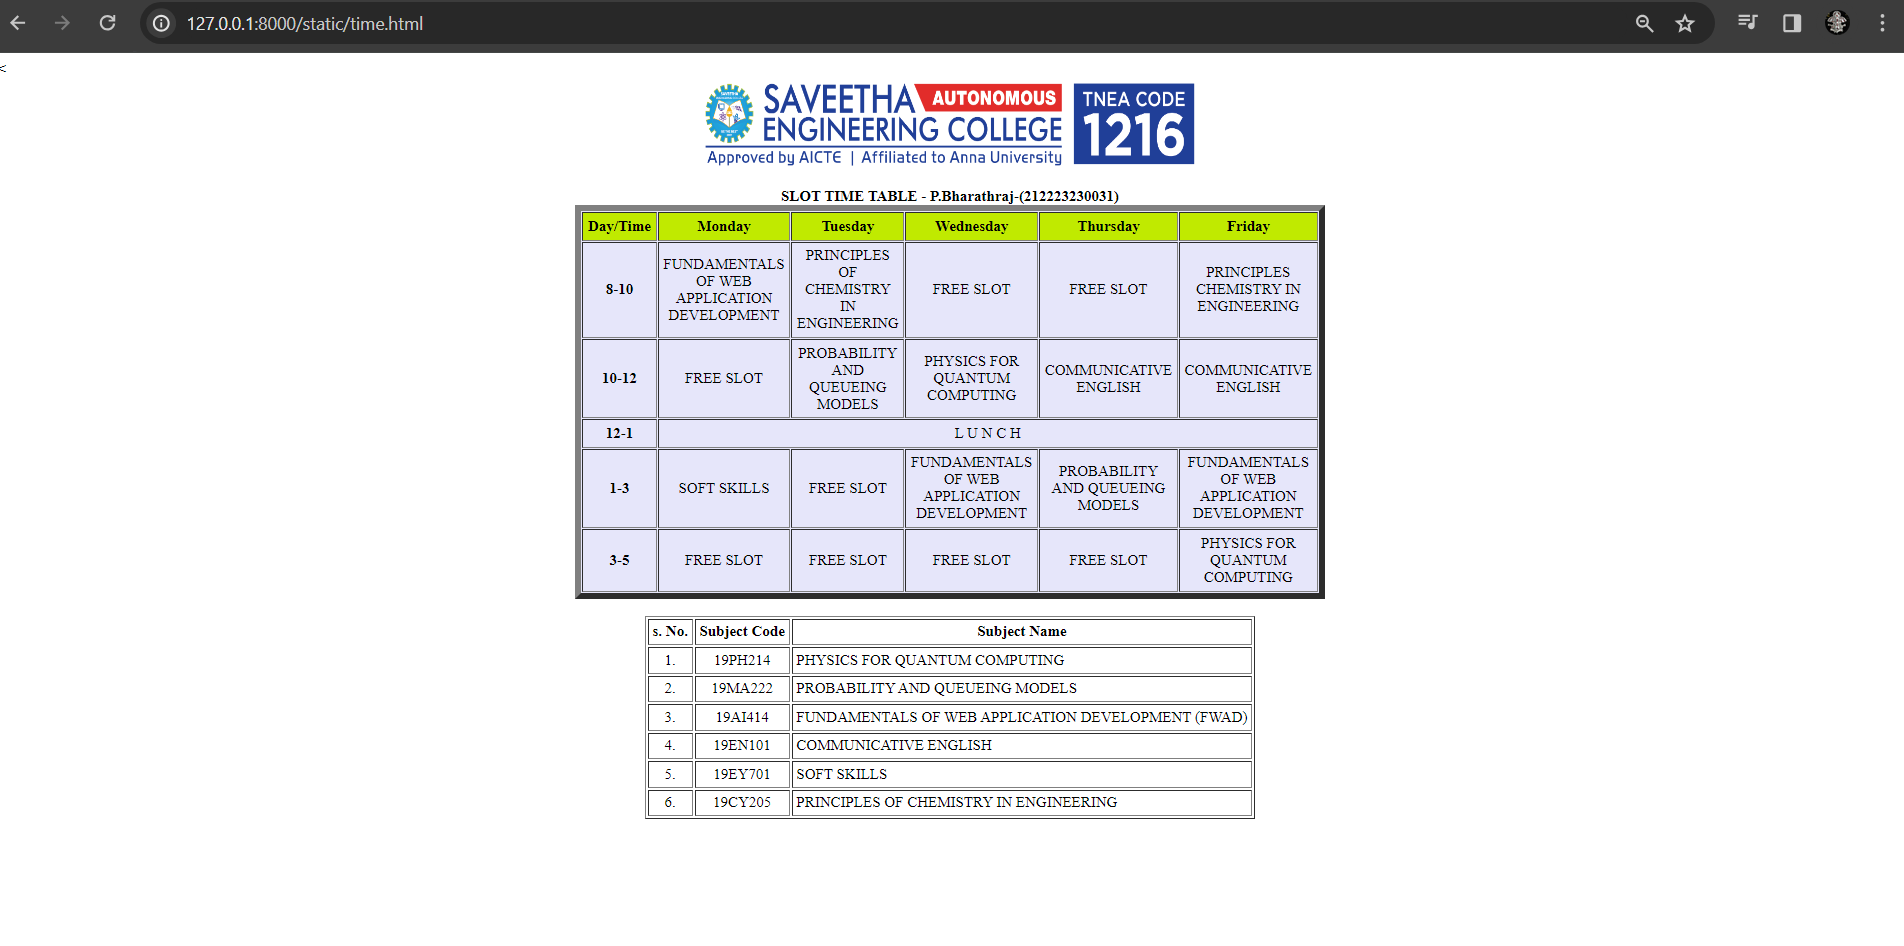 127.0.0.1:8000/static/time.html
<
SAVEETHA AUTONOMOUS
ENGINEERING COLLEGE
Approved by AICTE | Affiliated to Anna University
TNEA CODE
1216
SLOT TIME TABLE - P.Bharathraj-(212223230031)
Day/Time Monday Tuesday Wednesday Thursday Friday
8-10
FUNDAMENTALS
OF WEB
APPLICATION
DEVELOPMENT
PRINCIPLES
OF
CHEMISTRY
IN
ENGINEERING
FREE SLOT
FREE SLOT
PRINCIPLES
CHEMISTRY IN
ENGINEERING
10-12
FREE SLOT
PROBABILITY
AND
QUEUEING
MODELS
PHYSICS FOR
QUANTUM
COMPUTING
COMMUNICATIVE
ENGLISH
COMMUNICATIVE
ENGLISH
12-1
L U N C H
1-3
SOFT SKILLS
FREE SLOT
FUNDAMENTALS
OF WEB
APPLICATION
DEVELOPMENT
PROBABILITY
AND QUEUEING
MODELS
FUNDAMENTALS
OF WEB
APPLICATION
DEVELOPMENT
3-5
FREE SLOT
FREE SLOT
FREE SLOT
FREE SLOT
PHYSICS FOR
QUANTUM
COMPUTING
s. No. Subject Code Subject Name
1. 19PH214 PHYSICS FOR QUANTUM COMPUTING
2. 19MA222 PROBABILITY AND QUEUEING MODELS
3. 19AI414 FUNDAMENTALS OF WEB APPLICATION DEVELOPMENT (FWAD)
4. 19EN101 COMMUNICATIVE ENGLISH
5. 19EY701 SOFT SKILLS
6. 19CY205 PRINCIPLES OF CHEMISTRY IN ENGINEERING